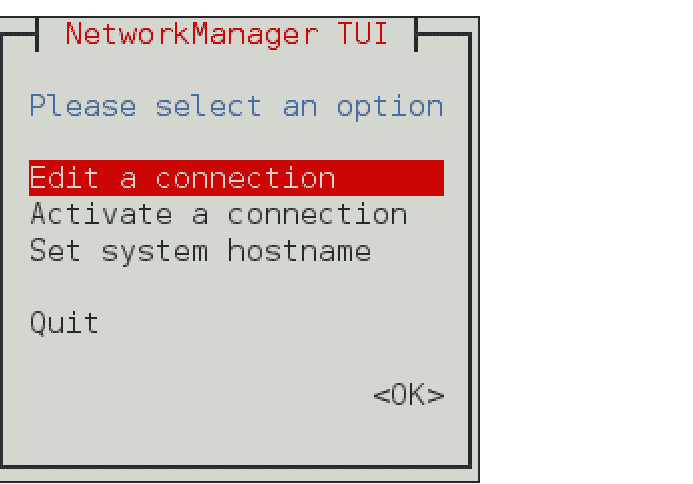 NetworkManager TUI
Please select an option
Edit a connection
Activate a connection
Set system hostname
Quit
<OK>